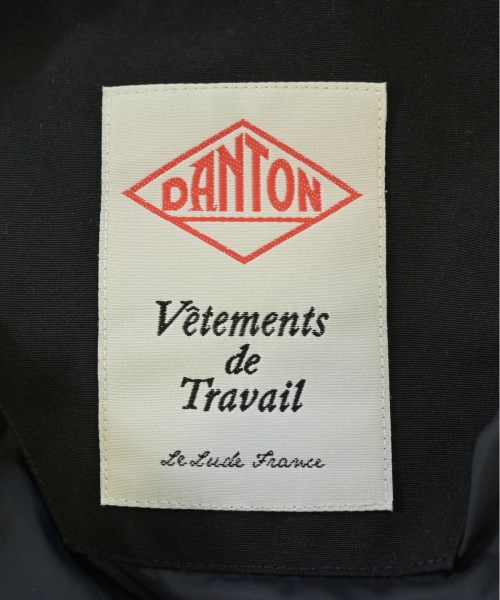 DANTON
Vêtements
de
Travail
Le Lude France